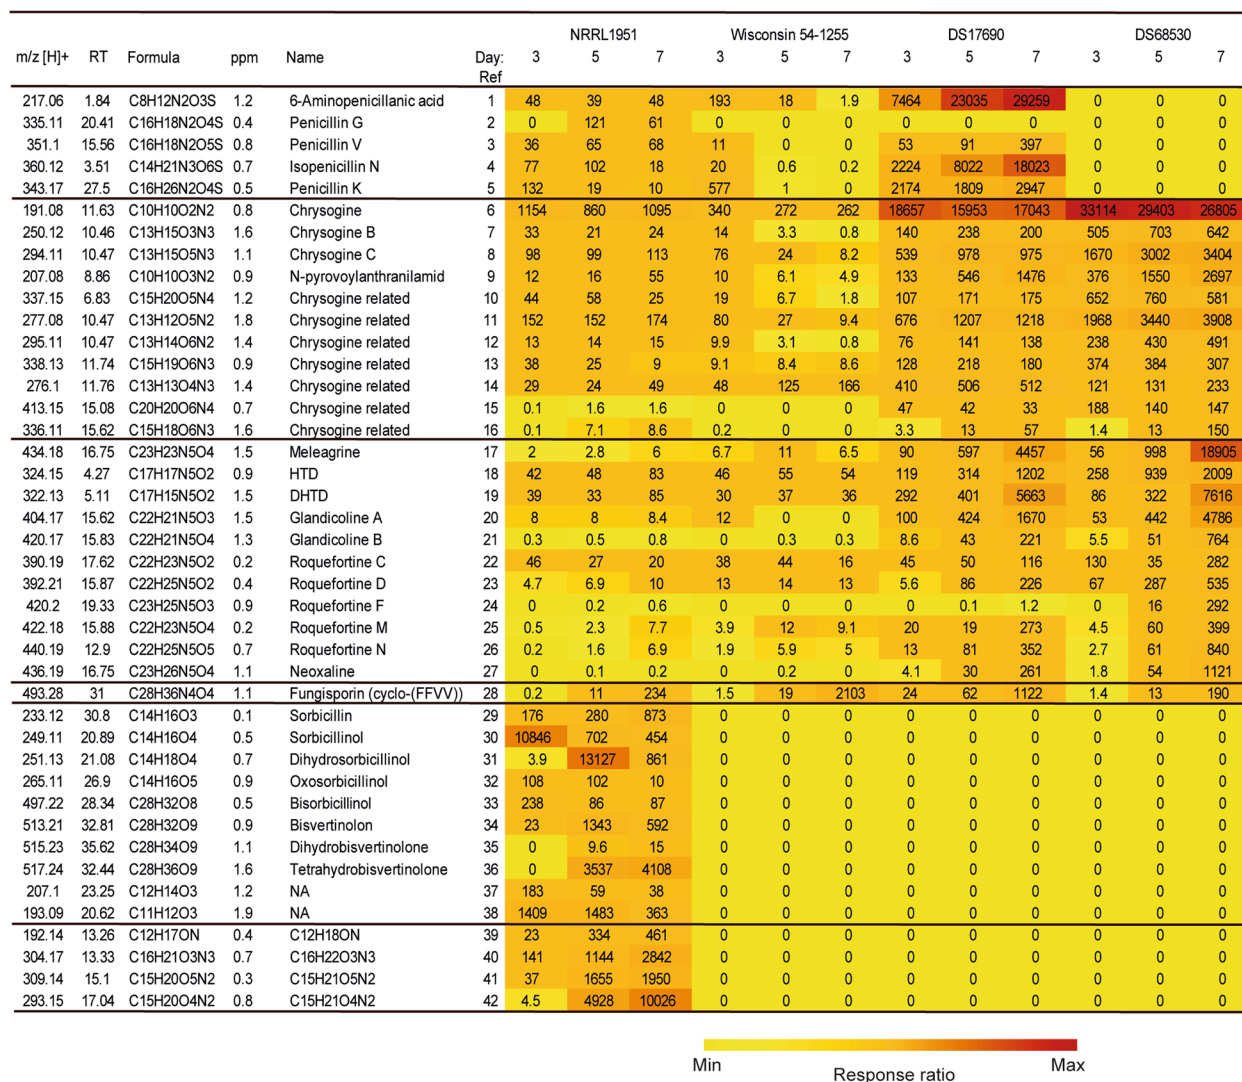 NRRL1951 Wisconsin 54-1255 DS17690 DS68530
m/z [H]+ RT Formula ppm Name Day: 3 5 7 3 5 7 3 5 7 3 5 7
Ref
217.06 1.84 C8H12N2O3S 1.2 6-Aminopenicillanic acid 1 48 39 48 193 18 1.9 7464 23035 29259 0 0 0
335.11 20.41 C16H18N2O4S 0.4 Penicillin G 2 0 121 61 0 0 0 0 0 0 0 0 0
351.1 15.56 C16H18N2O5S 0.8 Penicillin V 3 36 65 68 11 0 0 53 91 397 0 0 0
360.12 3.51 C14H21N3O6S 0.7 Isopenicillin N 4 77 102 18 20 0.6 0.2 2224 8022 18023 0 0 0
343.17 27.5 C16H26N2O4S 0.5 Penicillin K 5 132 19 10 577 1 0 2174 1809 2947 0 0 0
191.08 11.63 C10H10O2N2 0.8 Chrysogine 6 1154 860 1095 340 272 262 18657 15953 17043 33114 29403 26805
250.12 10.46 C13H15O3N3 1.6 Chrysogine B 7 33 21 24 14 3.3 0.8 140 238 200 505 703 642
294.11 10.47 C13H15O5N3 1.1 Chrysogine C 8 98 99 113 76 24 8.2 539 978 975 1670 3002 3404
207.08 8.86 C10H10O3N2 0.9 N-pyrovoylanthranilamid 9 12 16 55 10 6.1 4.9 133 546 1476 376 1550 2697
337.15 6.83 C15H20O5N4 1.2 Chrysogine related 10 44 58 25 19 6.7 1.8 107 171 175 652 760 581
277.08 10.47 C13H12O5N2 1.8 Chrysogine related 11 152 152 174 80 27 9.4 676 1207 1218 1968 3440 3908
295.11 10.47 C13H14O6N2 1.4 Chrysogine related 12 13 14 15 9.9 3.1 0.8 76 141 138 238 430 491
338.13 11.74 C15H19O6N3 0.9 Chrysogine related 13 38 25 9 9.1 8.4 8.6 128 218 180 374 384 307
276.1 11.76 C13H13O4N3 1.4 Chrysogine related 14 29 24 49 48 125 166 410 506 512 121 131 233
413.15 15.08 C20H20O6N4 0.7 Chrysogine related 15 0.1 1.6 1.6 0 0 0 47 42 33 188 140 147
336.11 15.62 C15H18O6N3 1.6 Chrysogine related 16 0.1 7.1 8.6 0.2 0 0 3.3 13 57 1.4 13 150
434.18 16.75 C23H23N5O4 1.5 Meleagrine 17 2 2.8 6 6.7 11 6.5 90 597 4457 56 998 18905
324.15 4.27 C17H17N5O2 0.9 HTD 18 42 48 83 46 55 54 119 314 1202 258 939 2009
322.13 5.11 C17H15N5O2 1.5 DHTD 19 39 33 85 30 37 36 292 401 5663 86 322 7616
404.17 15.62 C22H21N5O3 1.5 Glandicoline A 20 8 8 8.4 12 0 0 100 424 1670 53 442 4786
420.17 15.83 C22H21N5O4 1.3 Glandicoline B 21 0.3 0.5 0.8 0 0.3 0.3 8.6 43 221 5.5 51 764
390.19 17.62 C22H23N5O2 0.2 Roquefortine C 22 46 27 20 38 44 16 45 50 116 130 35 282
392.21 15.87 C22H25N5O2 0.4 Roquefortine D 23 4.7 6.9 10 13 14 13 5.6 86 226 67 287 535
420.2 19.33 C23H25N5O3 0.9 Roquefortine F 24 0 0.2 0.6 0 0 0 0 0.1 1.2 0 16 292
422.18 15.88 C22H23N5O4 0.2 Roquefortine M 25 0.5 2.3 7.7 3.9 12 9.1 20 19 273 4.5 60 399
440.19 12.9 C22H25N5O5 0.7 Roquefortine N 26 0.2 1.6 6.9 1.9 5.9 5 13 81 352 2.7 61 840
436.19 16.75 C23H26N5O4 1.1 Neoxaline 27 0 0.1 0.2 0 0.2 0 4.1 30 261 1.8 54 1121
493.28 31 C28H36N4O4 1.1 Fungisporin (cyclo-(FFVV)) 28 0.2 11 234 1.5 19 2103 24 62 1122 1.4 13 190
233.12 30.8 C14H16O3 0.1 Sorbicillin 29 176 280 873 0 0 0 0 0 0 0 0 0
249.11 20.89 C14H16O4 0.5 Sorbicillinol 30 10846 702 454 0 0 0 0 0 0 0 0 0
251.13 21.08 C14H18O4 0.7 Dihydrosorbicillinol 31 3.9 13127 861 0 0 0 0 0 0 0 0 0
265.11 26.9 C14H16O5 0.9 Oxosorbicillinol 32 108 102 10 0 0 0 0 0 0 0 0 0
497.22 28.34 C28H32O8 0.5 Bisorbicillinol 33 238 86 87 0 0 0 0 0 0 0 0 0
513.21 32.81 C28H32O9 0.9 Bisvertinolon 34 23 1343 592 0 0 0 0 0 0 0 0 0
515.23 35.62 C28H34O9 1.1 Dihydrobisvertinolone 35 0 9.6 15 0 0 0 0 0 0 0 0 0
517.24 32.44 C28H36O9 1.6 Tetrahydrobisvertinolone 36 0 3537 4108 0 0 0 0 0 0 0 0 0
207.1 23.25 C12H14O3 1.2 NA 37 183 59 38 0 0 0 0 0 0 0 0 0
193.09 20.62 C11H12O3 1.9 NA 38 1409 1483 363 0 0 0 0 0 0 0 0 0
192.14 13.26 C12H17ON 0.4 C12H18ON 39 23 334 461 0 0 0 0 0 0 0 0 0
304.17 13.33 C16H21O3N3 0.7 C16H22O3N3 40 141 1144 2842 0 0 0 0 0 0 0 0 0
309.14 15.1 C15H20O5N2 0.3 C15H21O5N2 41 37 1655 1950 0 0 0 0 0 0 0 0 0
293.15 17.04 C15H20O4N2 0.8 C15H21O4N2 42 4.5 4928 10026 0 0 0 0 0 0 0 0 0
Min Max
Response ratio